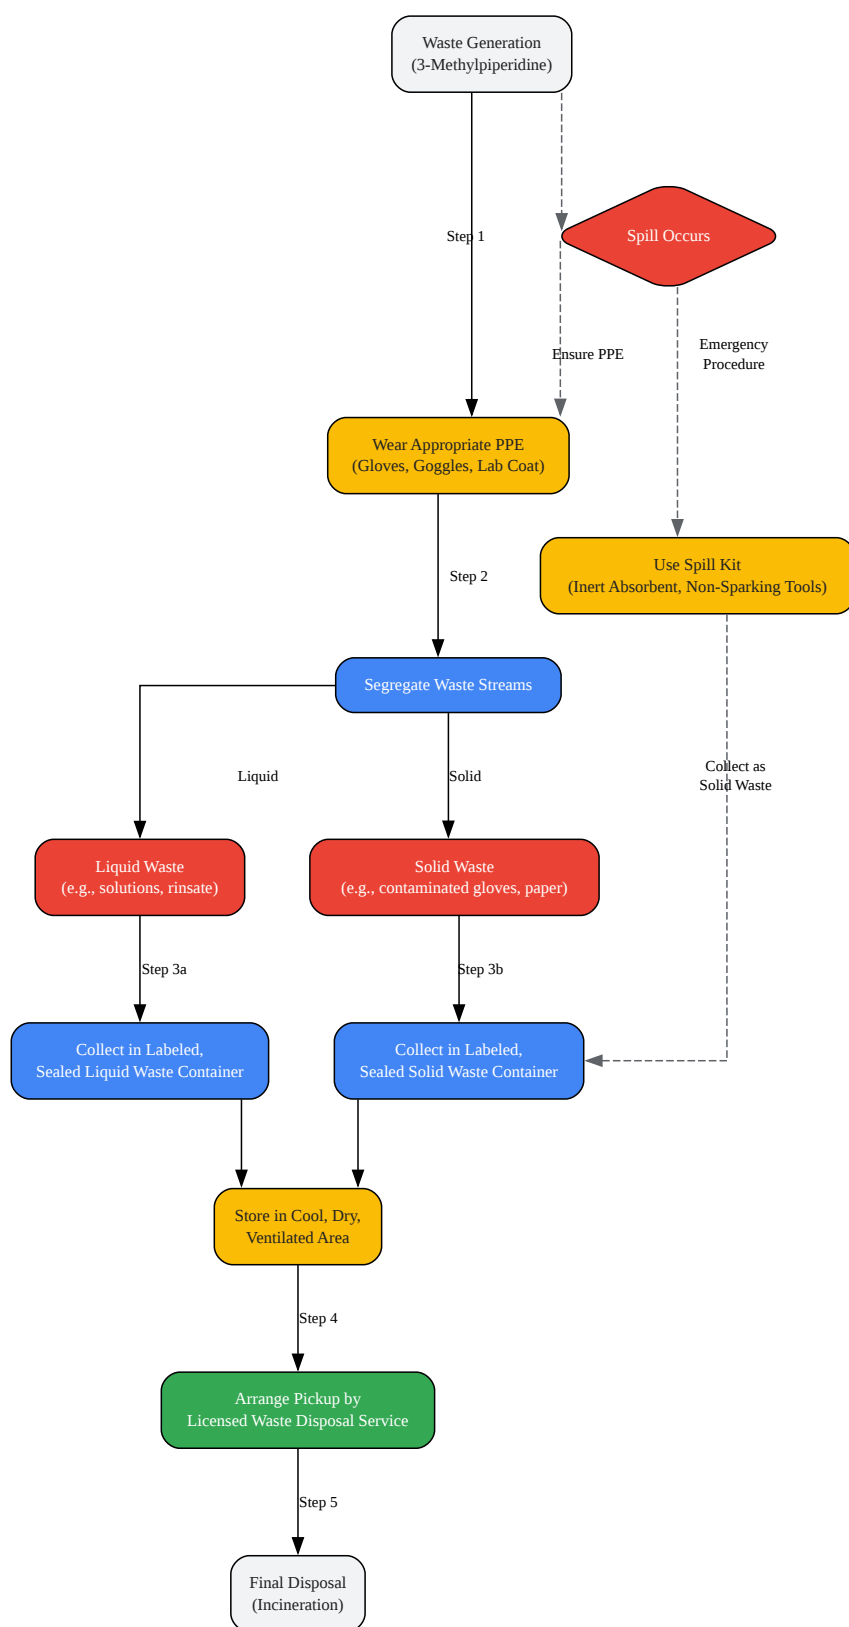 Waste Generation
(3-Methylpiperidine)
Step 1
Spill Occurs
Ensure PPE
Emergency
Procedure
Wear Appropriate PPE
(Gloves, Goggles, Lab Coat)
Step 2
Use Spill Kit
(Inert Absorbent, Non-Sparking Tools)
Segregate Waste Streams
Liquid
Solid
Collect as
Solid Waste
Liquid Waste
(e.g., solutions, rinsate)
Solid Waste
(e.g., contaminated gloves, paper)
Step 3a
Step 3b
Collect in Labeled,
Sealed Liquid Waste Container
Collect in Labeled,
Sealed Solid Waste Container
Store in Cool, Dry,
Ventilated Area
Step 4
Arrange Pickup by
Licensed Waste Disposal Service
Step 5
Final Disposal
(Incineration)